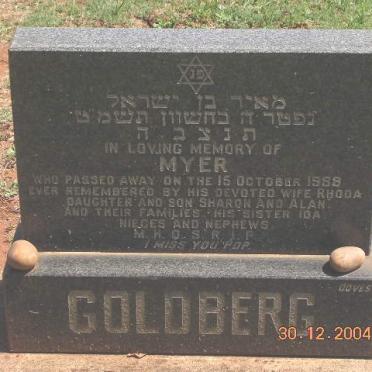 פ נ
מאיר בן ישראל
נפטר ה בחשוון תשמ"ט
ת נ צ ב ה
IN LOVING MEMORY OF
MYER
WHO PASSED AWAY ON THE 16 OCTOBER 1988
EVER REMEMBERED BY HIS DEVOTED WIFE RHODA
DAUGHTER AND SON SHARON AND ALAN
AND THEIR FAMILIES HIS SISTER IDA
NIECES AND NEPHEWS
M.H.D.S.R.I.P.
I MISS YOU POP
DOVES
GOLDBERG
30.12.2004